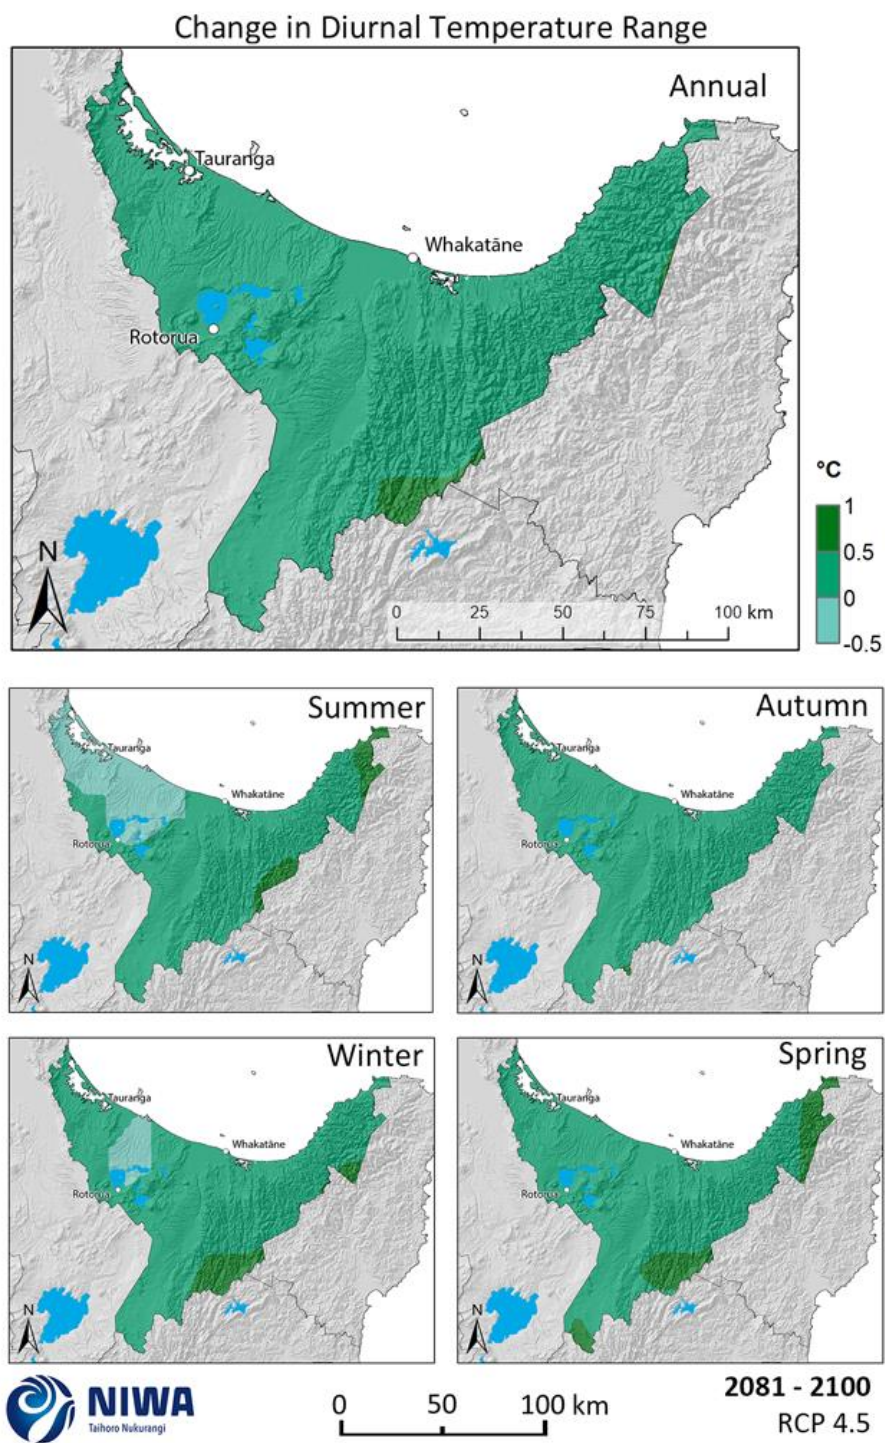 Change in Diurnal Temperature Range
Annual
Tauranga
Whakatāne
Rotorua
°C
1
0.5
0
-0.5
N
0 25 50 75 100 km
Summer
Tauranga
Whakatāne
Rotorua
N
Autumn
Tauranga
Whakatāne
Rotorua
N
Winter
Tauranga
Whakatāne
Rotorua
N
Spring
Tauranga
Whakatāne
Rotorua
N
NIWA
Taihoro Nukurangi
0 50 100 km
2081 - 2100
RCP 4.5